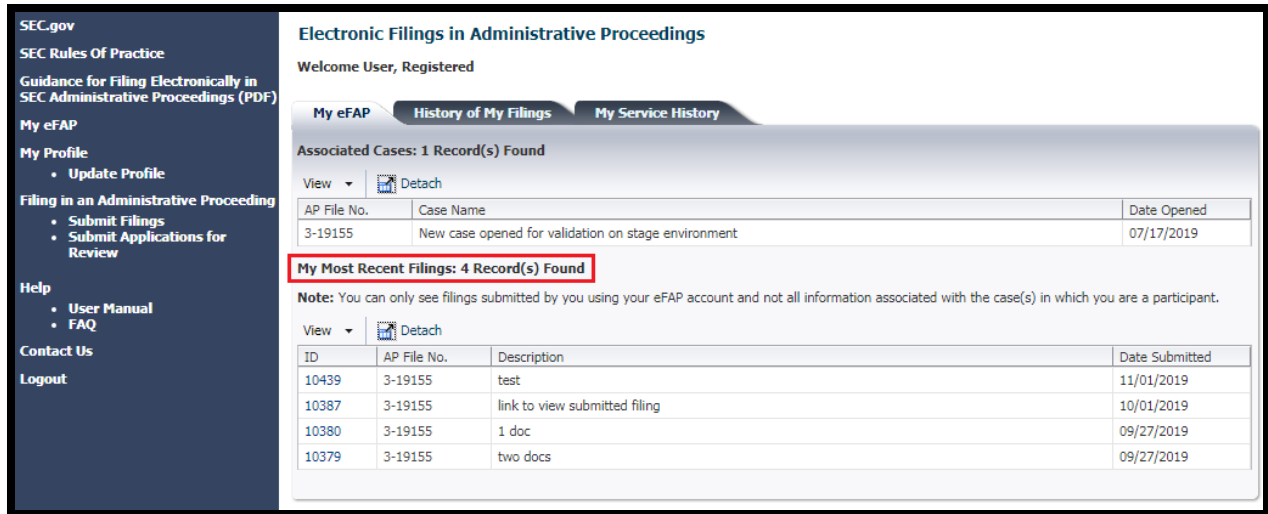 SEC.gov
SEC Rules Of Practice
Guidance for Filing Electronically in
SEC Administrative Proceedings (PDF)
My eFAP
My Profile
• Update Profile
Filing in an Administrative Proceeding
• Submit Filings
• Submit Applications for
Review
Help
• User Manual
• FAQ
Contact Us
Logout
Electronic Filings in Administrative Proceedings
Welcome User, Registered
My eFAP History of My Filings My Service History
Associated Cases: 1 Record(s) Found
View Detach
AP File No. Case Name Date Opened
3-19155 New case opened for validation on stage environment 07/17/2019
My Most Recent Filings: 4 Record(s) Found
Note: You can only see filings submitted by you using your eFAP account and not all information associated with the case(s) in which you are a participant.
View Detach
ID AP File No. Description Date Submitted
10439 3-19155 test 11/01/2019
10387 3-19155 link to view submitted filing 10/01/2019
10380 3-19155 1 doc 09/27/2019
10379 3-19155 two docs 09/27/2019